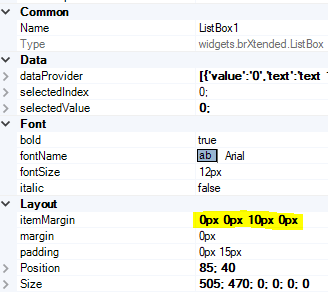 Common
Name ListBox1
Type widgets.brXtended.ListBox
Data
dataProvider [{'value':'0','text':'text
selectedIndex 0;
selectedValue 0;
Font
bold true
fontName ab Arial
fontSize 12px
italic false
Layout
itemMargin 0px 0px 10px 0px
margin 0px
padding 0px 15px
Position 85; 40
Size 505; 470; 0; 0; 0; 0